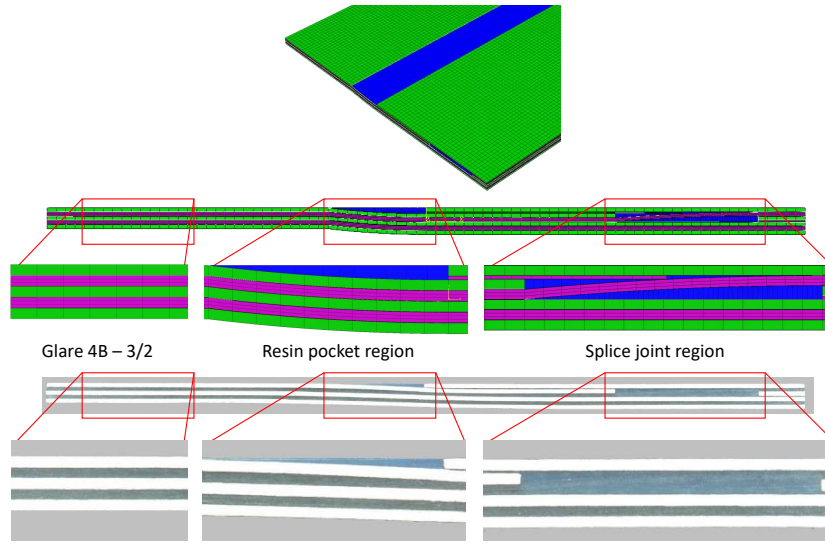 Glare 4B – 3/2
Resin pocket region
Splice joint region